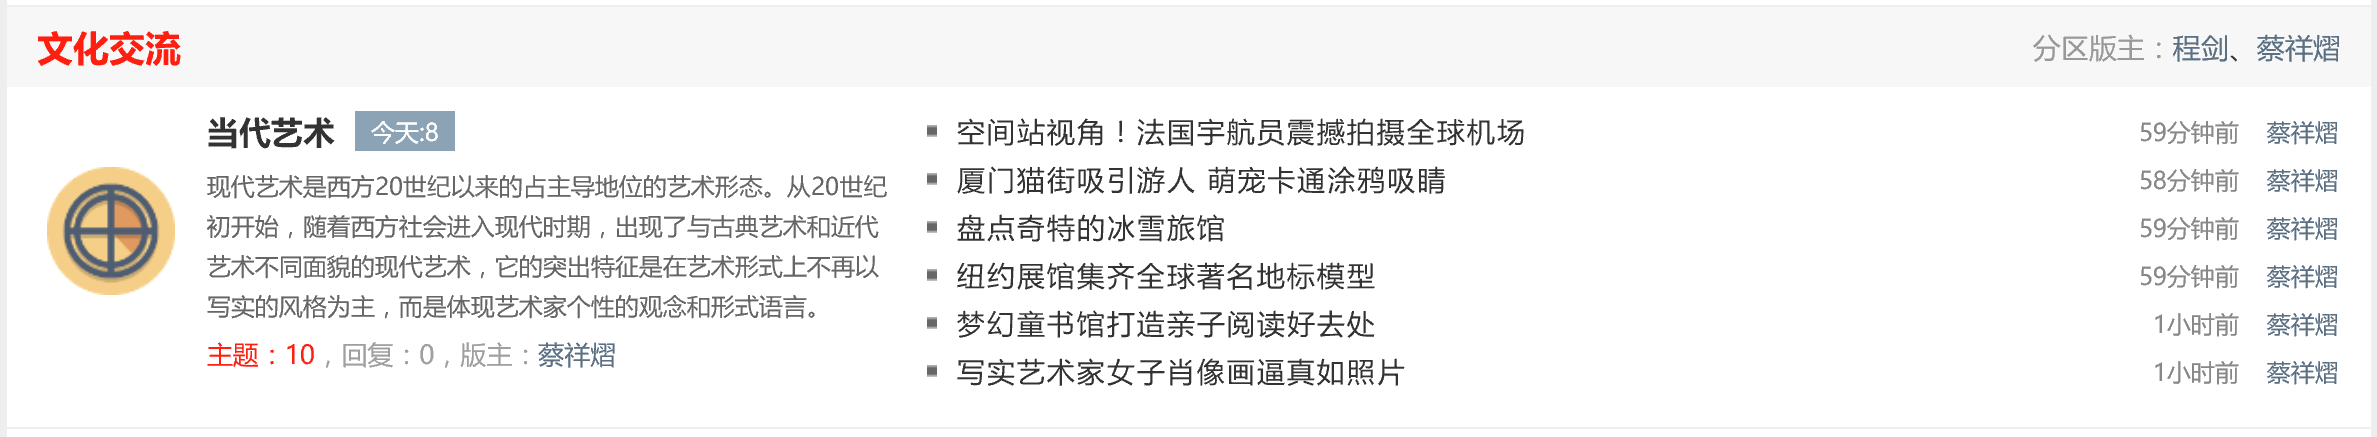 文化交流
分区版主：程剑、蔡祥熠
当代艺术 今天:8
现代艺术是西方20世纪以来的占主导地位的艺术形态。从20世纪
初开始，随着西方社会进入现代时期，出现了与古典艺术和近代
艺术不同面貌的现代艺术，它的突出特征是在艺术形式上不再以
写实的风格为主，而是体现艺术家个性的观念和形式语言。
主题：10，回复：0，版主：蔡祥熠
空间站视角！法国宇航员震撼拍摄全球机场 59分钟前 蔡祥熠
厦门猫街吸引游人 萌宠卡通涂鸦吸睛 58分钟前 蔡祥熠
盘点奇特的冰雪旅馆 59分钟前 蔡祥熠
纽约展馆集齐全球著名地标模型 59分钟前 蔡祥熠
梦幻童书馆打造亲子阅读好去处 1小时前 蔡祥熠
写实艺术家女子肖像画逼真如照片 1小时前 蔡祥熠